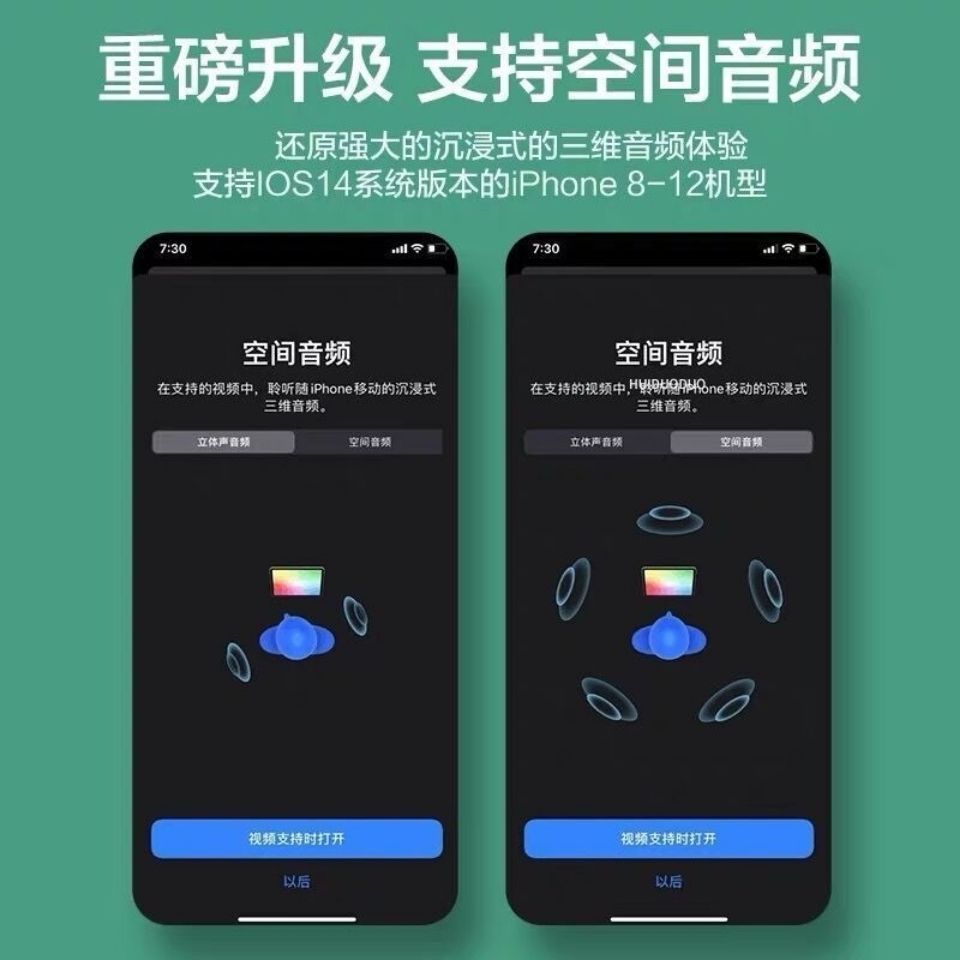 重磅升级 支持空间音频
还原强大的沉浸式的三维音频体验
支持IOS14系统版本的iPhone 8-12机型
7:30
空间音频
在支持的视频中，聆听随iPhone移动的沉浸式
三维音频。
立体声音频 空间音频
视频支持时打开
以后
7:30
空间音频
HUIDUODUO
在支持的视频中，聆听随iPhone移动的沉浸式
三维音频。
立体声音频 空间音频
视频支持时打开
以后